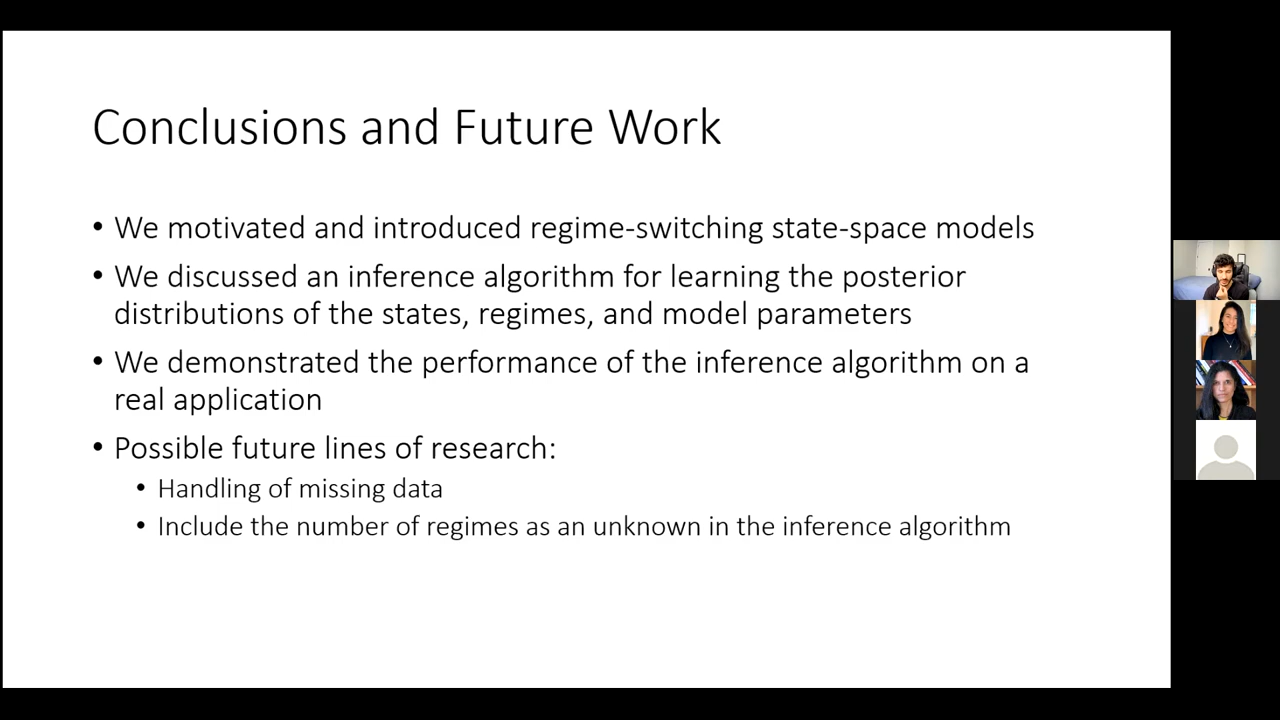 Conclusions and Future Work
• We motivated and introduced regime-switching state-space models
• We discussed an inference algorithm for learning the posterior
distributions of the states, regimes, and model parameters
• We demonstrated the performance of the inference algorithm on a
real application
• Possible future lines of research:
• Handling of missing data
• Include the number of regimes as an unknown in the inference algorithm